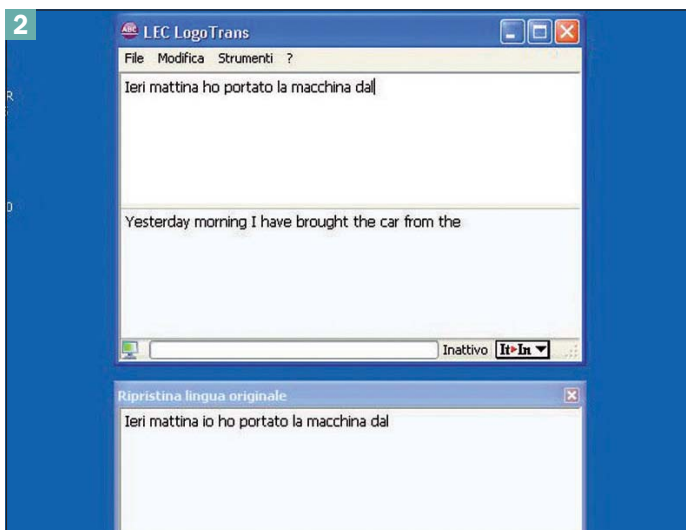 2
LEC LogoTrans
File Modifica Strumenti ?
Ieri mattina ho portato la macchina dal
Yesterday morning I have brought the car from the
Inattivo It▸In
Ripristina lingua originale
Ieri mattina io ho portato la macchina dal